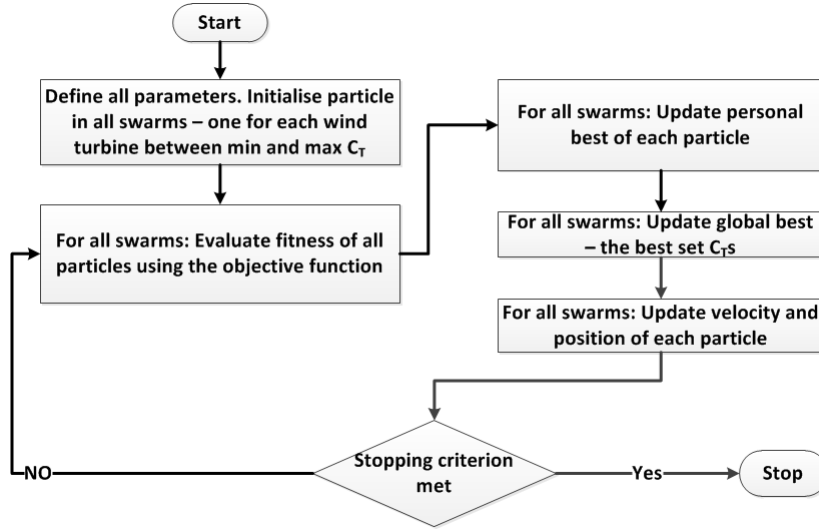 Start
Define all parameters. Initialise particle
in all swarms – one for each wind
turbine between min and max CT
For all swarms: Evaluate fitness of all
particles using the objective function
For all swarms: Update personal
best of each particle
For all swarms: Update global best
– the best set CTs
For all swarms: Update velocity and
position of each particle
Stopping criterion
met
NO
Yes
Stop